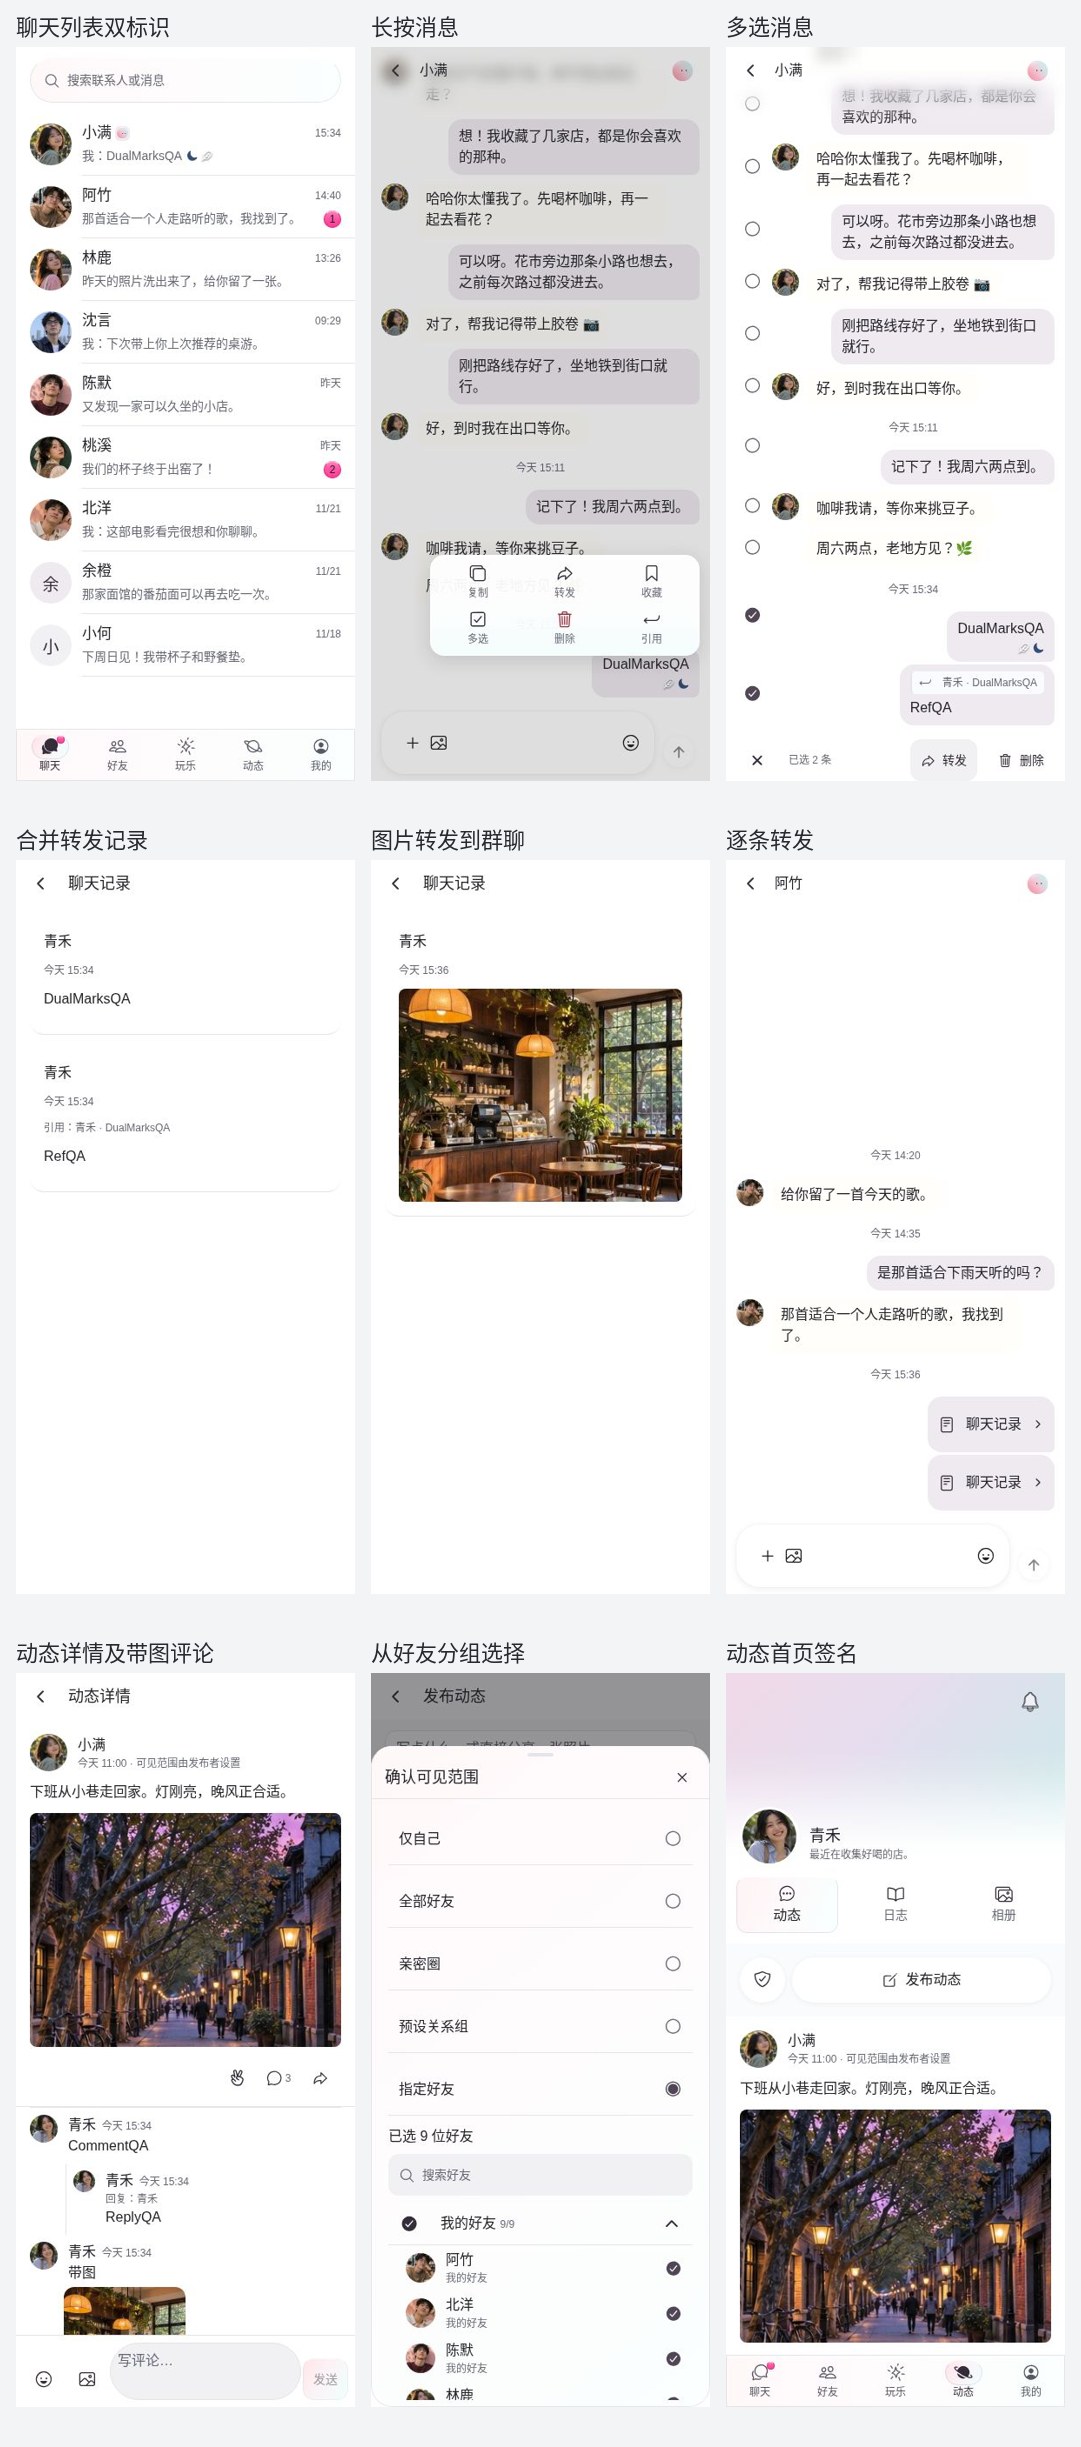 聊天列表双标识
搜索联系人或消息
小满
15:34
我：DualMarksQA
阿竹
14:40
那首适合一个人走路听的歌，我找到了。
1
林鹿
13:26
昨天的照片洗出来了，给你留了一张。
沈言
09:29
我：下次带上你上次推荐的桌游。
陈默
昨天
又发现一家可以久坐的小店。
桃溪
昨天
我们的杯子终于出窑了！
2
北洋
11/21
我：这部电影看完很想和你聊聊。
余
余橙
11/21
那家面馆的番茄面可以再去吃一次。
小
小何
11/18
下周日见！我带杯子和野餐垫。
聊天
好友
玩乐
动态
我的
长按消息
小满
走？
想！我收藏了几家店，都是你会喜欢
的那种。
哈哈你太懂我了。先喝杯咖啡，再一
起去看花？
可以呀。花市旁边那条小路也想去，
之前每次路过都没进去。
对了，帮我记得带上胶卷 📷
刚把路线存好了，坐地铁到街口就
行。
好，到时我在出口等你。
今天 15:11
记下了！我周六两点到。
咖啡我请，等你来挑豆子。
复制
转发
收藏
多选
删除
引用
DualMarksQA
多选消息
小满
想！我收藏了几家店，都是你会
喜欢的那种。
哈哈你太懂我了。先喝杯咖啡，
再一起去看花？
可以呀。花市旁边那条小路也想
去，之前每次路过都没进去。
对了，帮我记得带上胶卷 📷
刚把路线存好了，坐地铁到街口
就行。
好，到时我在出口等你。
今天 15:11
记下了！我周六两点到。
咖啡我请，等你来挑豆子。
周六两点，老地方见？🌿
今天 15:34
DualMarksQA
青禾 · DualMarksQA
RefQA
已选 2 条
转发
删除
合并转发记录
聊天记录
青禾
今天 15:34
DualMarksQA
青禾
今天 15:34
引用：青禾 · DualMarksQA
RefQA
图片转发到群聊
聊天记录
青禾
今天 15:36
逐条转发
阿竹
今天 14:20
给你留了一首今天的歌。
今天 14:35
是那首适合下雨天听的吗？
那首适合一个人走路听的歌，我找到
了。
今天 15:36
聊天记录
聊天记录
动态详情及带图评论
动态详情
小满
今天 11:00 · 可见范围由发布者设置
下班从小巷走回家。灯刚亮，晚风正合适。
3
青禾 今天 15:34
CommentQA
青禾 今天 15:34
回复：青禾
ReplyQA
青禾 今天 15:34
带图
写评论…
发送
从好友分组选择
发布动态
确认可见范围
仅自己
全部好友
亲密圈
预设关系组
指定好友
已选 9 位好友
搜索好友
我的好友 9/9
阿竹
我的好友
北洋
我的好友
陈默
我的好友
林鹿
动态首页签名
青禾
最近在收集好喝的店。
动态
日志
相册
发布动态
小满
今天 11:00 · 可见范围由发布者设置
下班从小巷走回家。灯刚亮，晚风正合适。
聊天
好友
玩乐
动态
我的